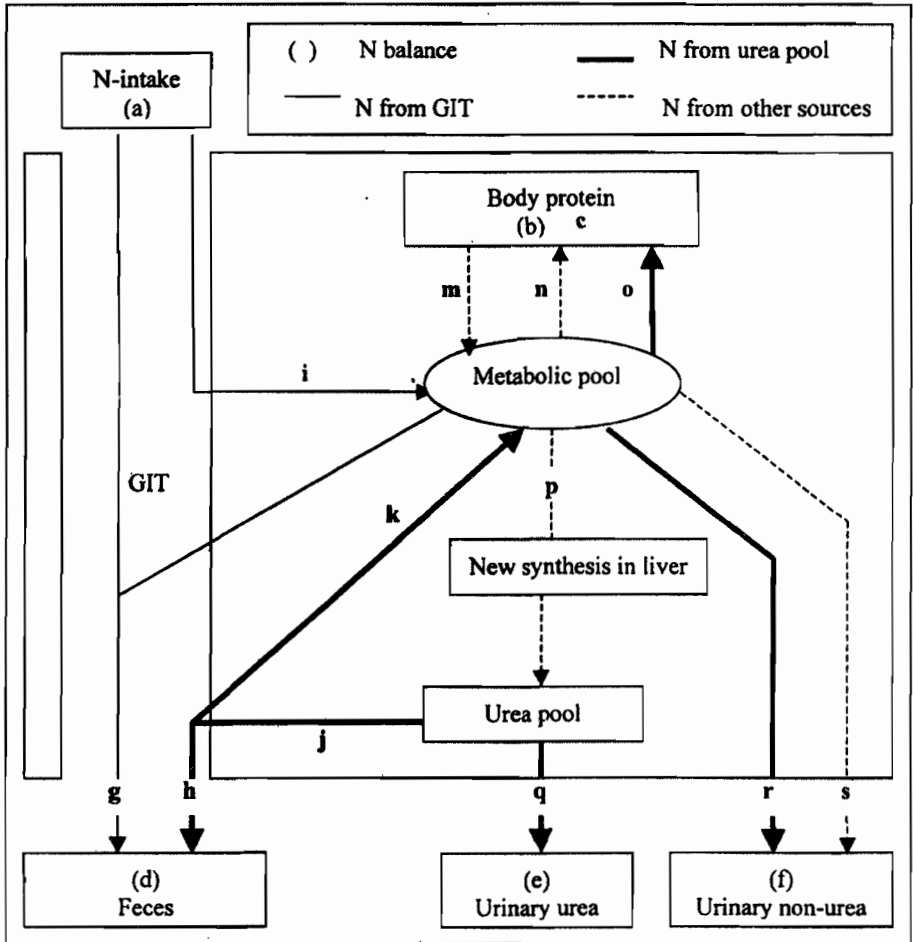 ( ) N balance
N from urea pool
N from GIT
N from other sources
N-intake
(a)
Body protein
(b) c
m
n
o
Metabolic pool
i
GIT
k
p
New synthesis in liver
Urea pool
j
g
h
q
r
s
(d)
Feces
(e)
Urinary urea
(f)
Urinary non-urea